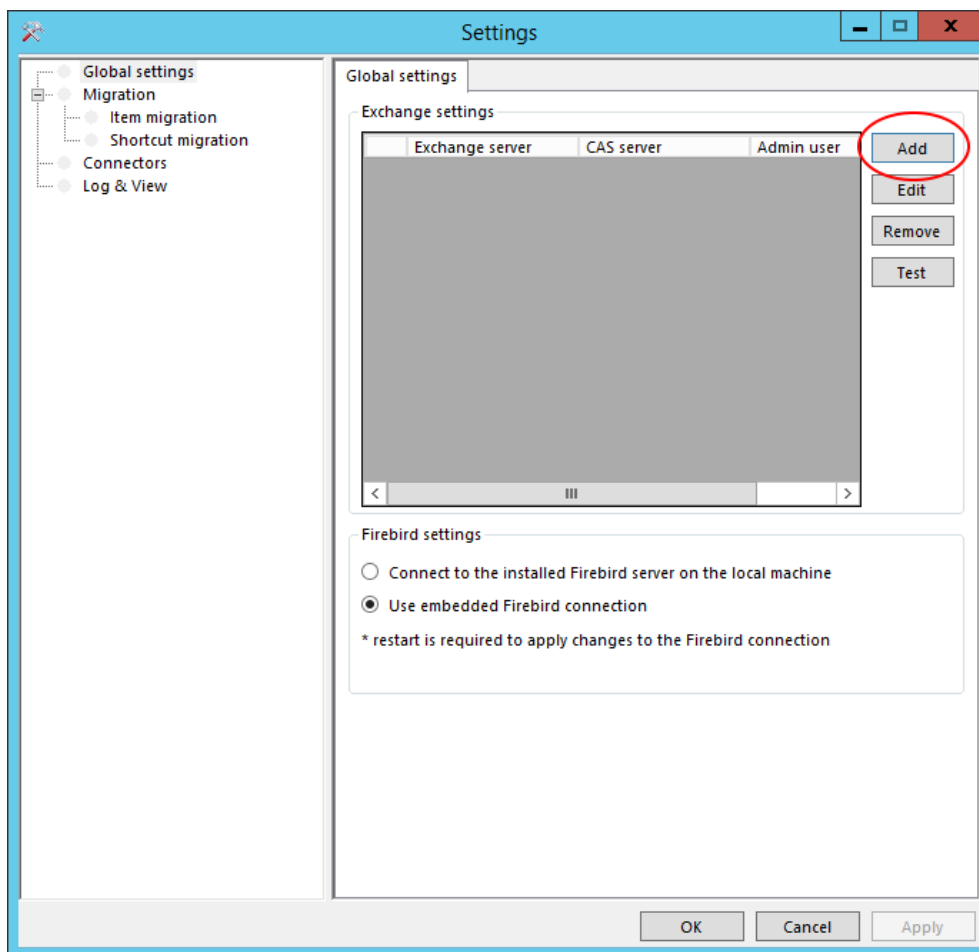 Settings
Global settings
Migration
Item migration
Shortcut migration
Connectors
Log & View
Global settings
Exchange settings
Exchange server CAS server Admin user
Add
Edit
Remove
Test
Firebird settings
Connect to the installed Firebird server on the local machine
Use embedded Firebird connection
* restart is required to apply changes to the Firebird connection
OK Cancel Apply